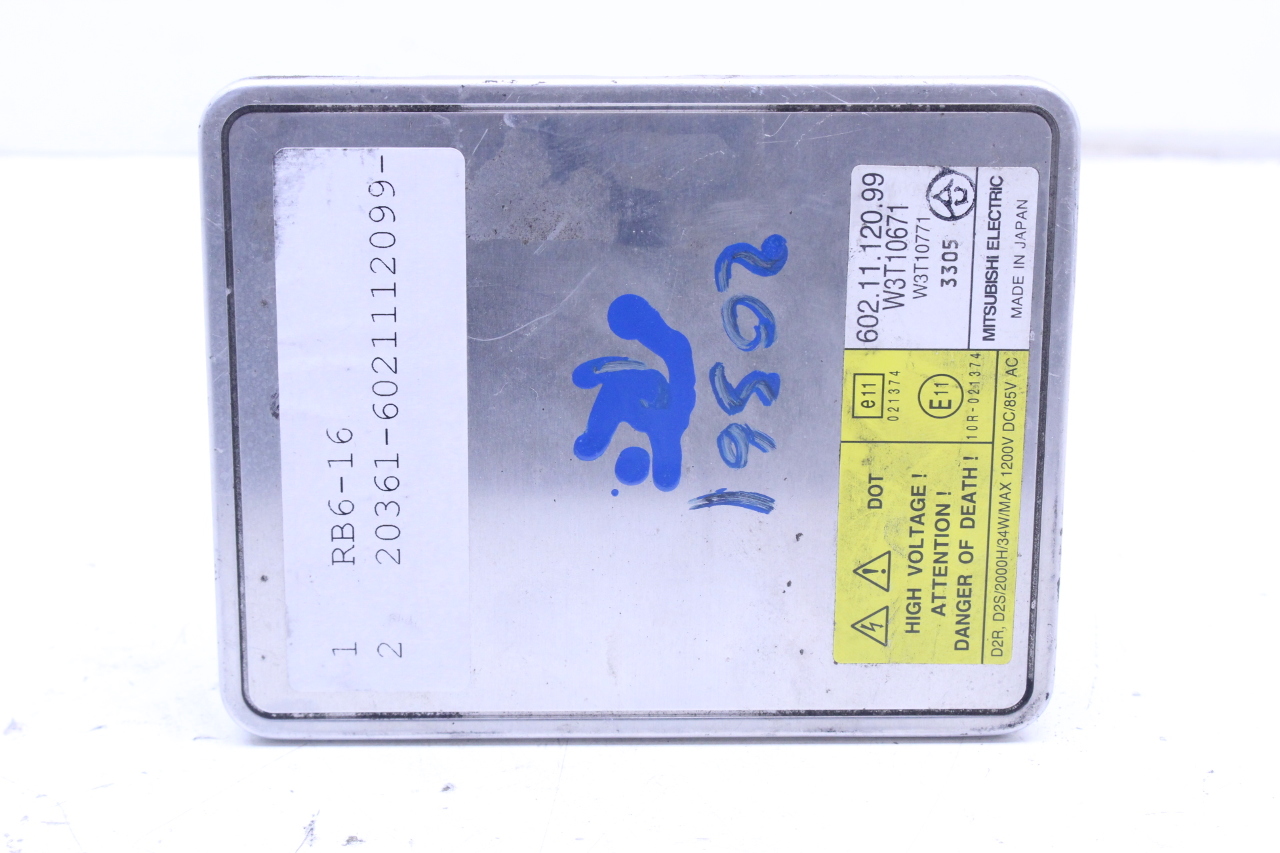 1 RB6-16
2 20361-6021112099-
19502
602.11.120.99
W3T10671
W3T10771
3305
MITSUBISHI ELECTRIC
MADE IN JAPAN
e11
021374
E11
10R-021374
DOT
HIGH VOLTAGE!
ATTENTION!
DANGER OF DEATH!
D2R, D2S/2000H/34W/MAX 1200V DC/85V AC